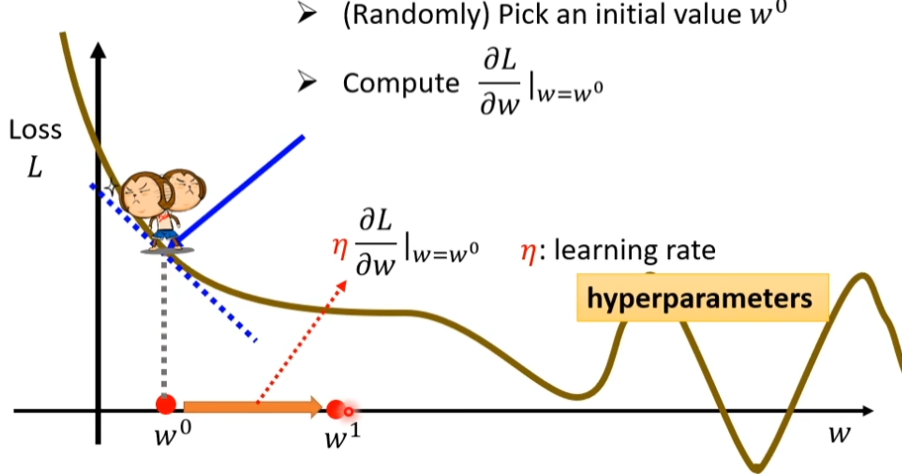 ➢ (Randomly) Pick an initial value w⁰
➢ Compute ∂L/∂w |w=w⁰
Loss
L
η ∂L/∂w |w=w⁰ η: learning rate
hyperparameters
w⁰ w¹ w